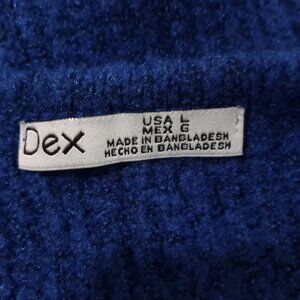 Dex
USA L
MEX G
MADE IN BANGLADESH
HECHO EN BANGLADESH